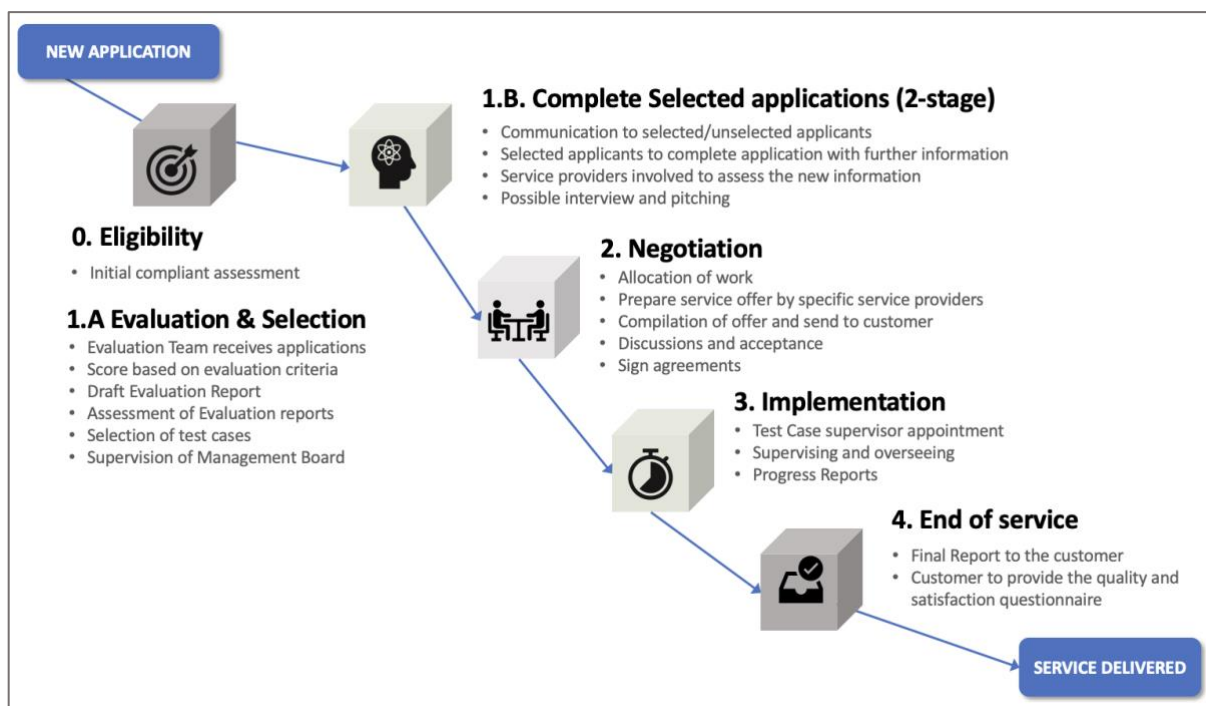 NEW APPLICATION
1.B. Complete Selected applications (2-stage)
• Communication to selected/unselected applicants
• Selected applicants to complete application with further information
• Service providers involved to assess the new information
• Possible interview and pitching
0. Eligibility
• Initial compliant assessment
1.A Evaluation & Selection
• Evaluation Team receives applications
• Score based on evaluation criteria
• Draft Evaluation Report
• Assessment of Evaluation reports
• Selection of test cases
• Supervision of Management Board
2. Negotiation
• Allocation of work
• Prepare service offer by specific service providers
• Compilation of offer and send to customer
• Discussions and acceptance
• Sign agreements
3. Implementation
• Test Case supervisor appointment
• Supervising and overseeing
• Progress Reports
4. End of service
• Final Report to the customer
• Customer to provide the quality and
satisfaction questionnaire
SERVICE DELIVERED